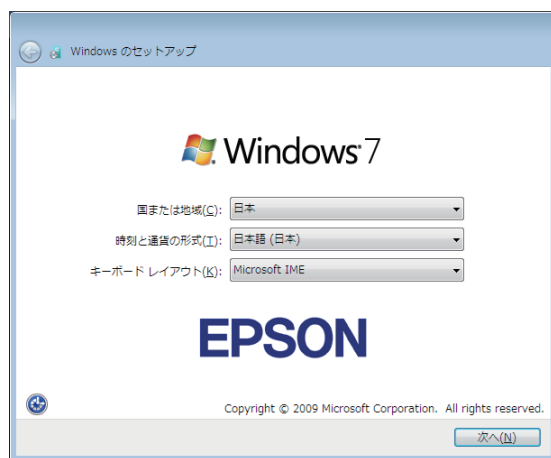 Windows のセットアップ
Windows 7
国または地域(C): 日本
時刻と通貨の形式(T): 日本語 (日本)
キーボード レイアウト(K): Microsoft IME
EPSON
Copyright © 2009 Microsoft Corporation. All rights reserved.
次へ(N)